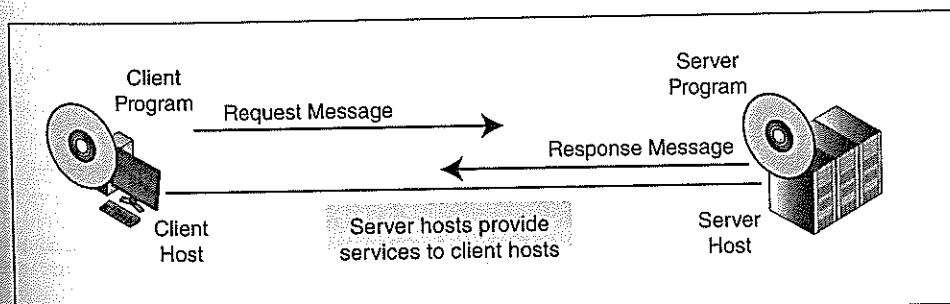 Client
Program
Request Message
Server
Program
Response Message
Client
Host
Server hosts provide
services to client hosts
Server
Host